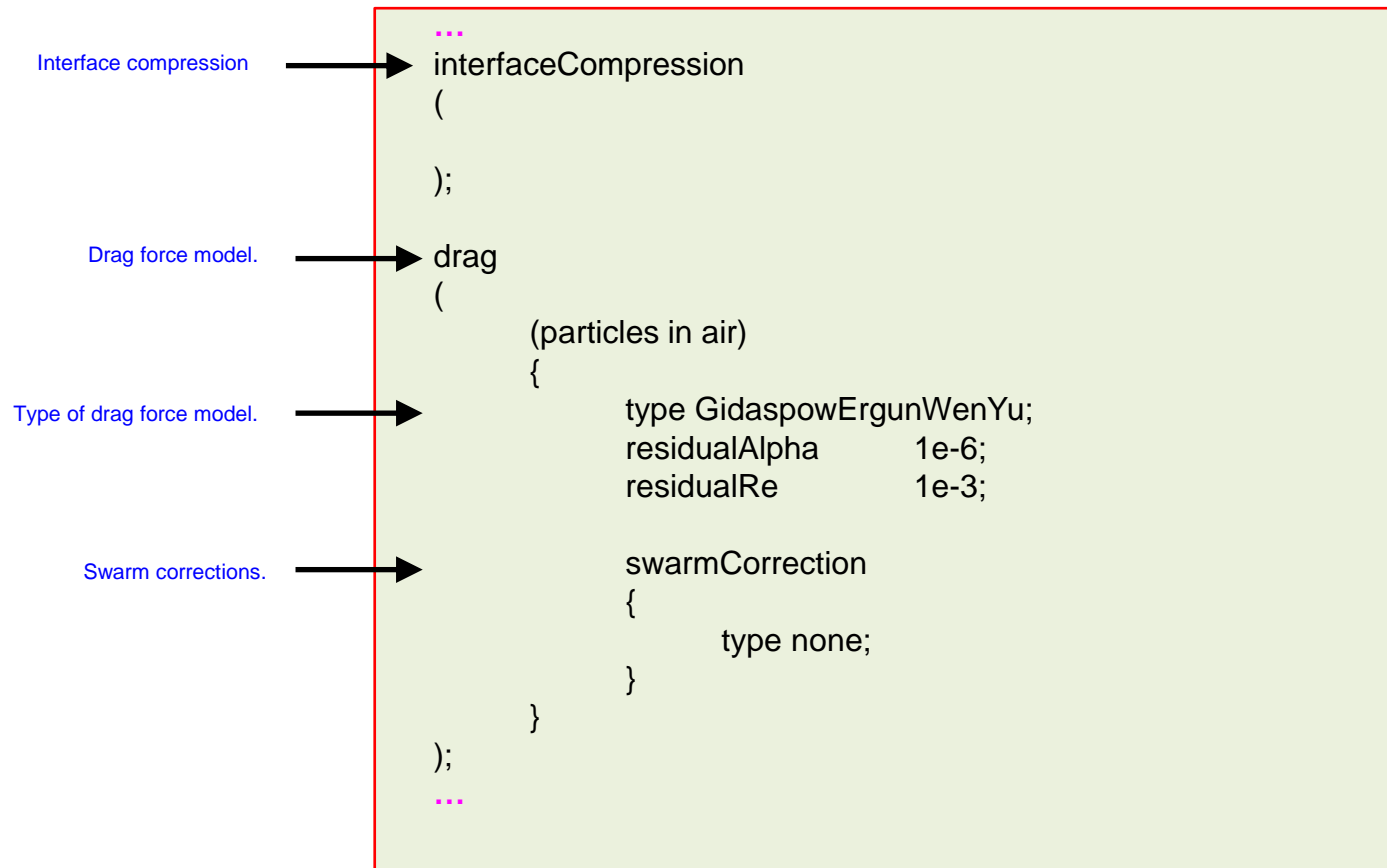 …
Interface compression interfaceCompression
(
);
Drag force model. drag
(
(particles in air)
{
Type of drag force model. type GidaspowErgunWenYu;
residualAlpha 1e-6;
residualRe 1e-3;
Swarm corrections. swarmCorrection
{
type none;
}
}
);
…